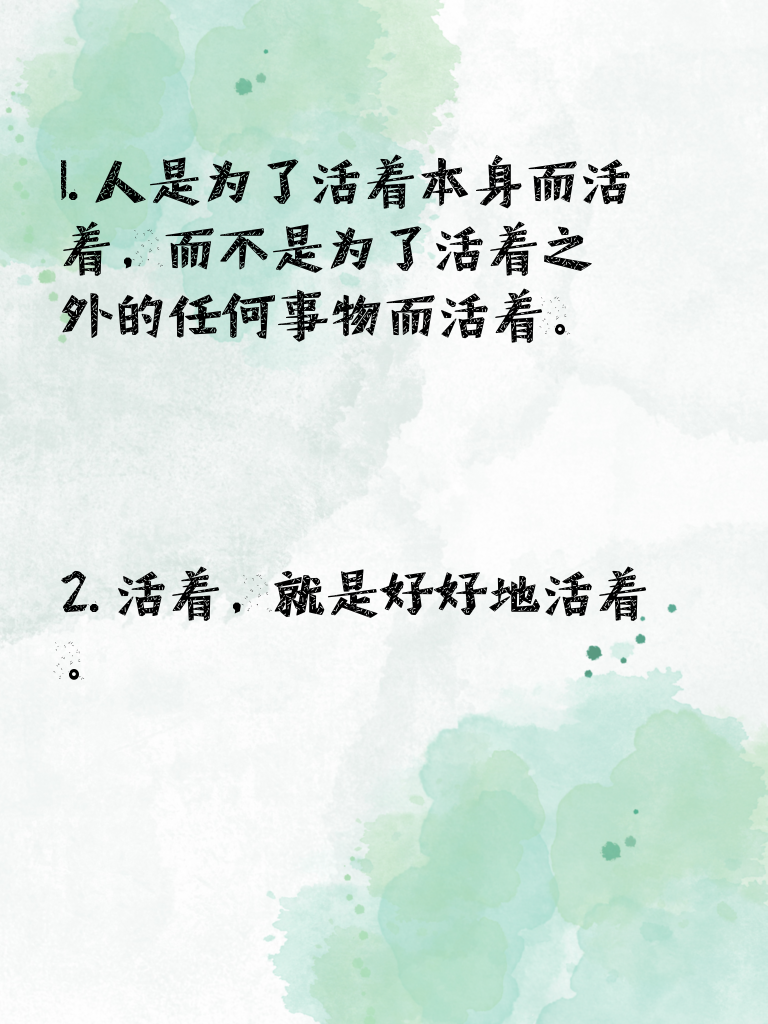 1.人是为了活着本身而活
着，而不是为了活着之
外的任何事物而活着。
2.活着，就是好好地活着
。